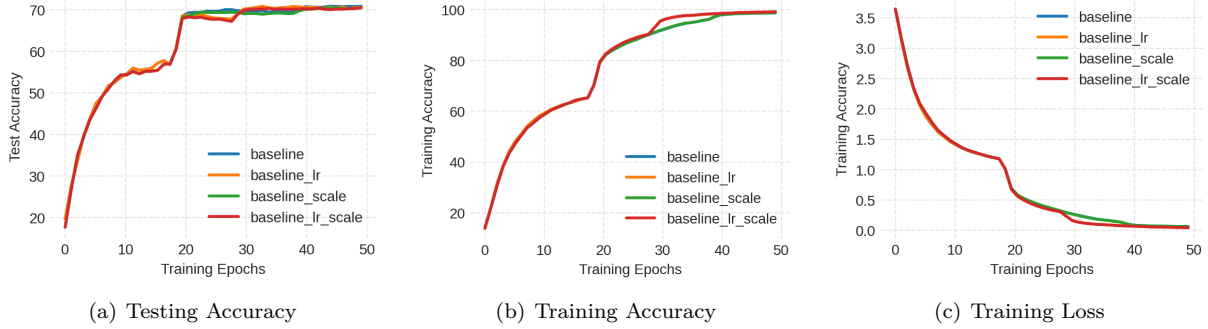 70
60
50
40
30
20
Test Accuracy
baseline
baseline_lr
baseline_scale
baseline_lr_scale
0 10 20 30 40 50
Training Epochs
(a) Testing Accuracy
100
80
60
40
20
Training Accuracy
baseline
baseline_lr
baseline_scale
baseline_lr_scale
0 10 20 30 40 50
Training Epochs
(b) Training Accuracy
3.5
3.0
2.5
2.0
1.5
1.0
0.5
0.0
Training Accuracy
baseline
baseline_lr
baseline_scale
baseline_lr_scale
0 10 20 30 40 50
Training Epochs
(c) Training Loss